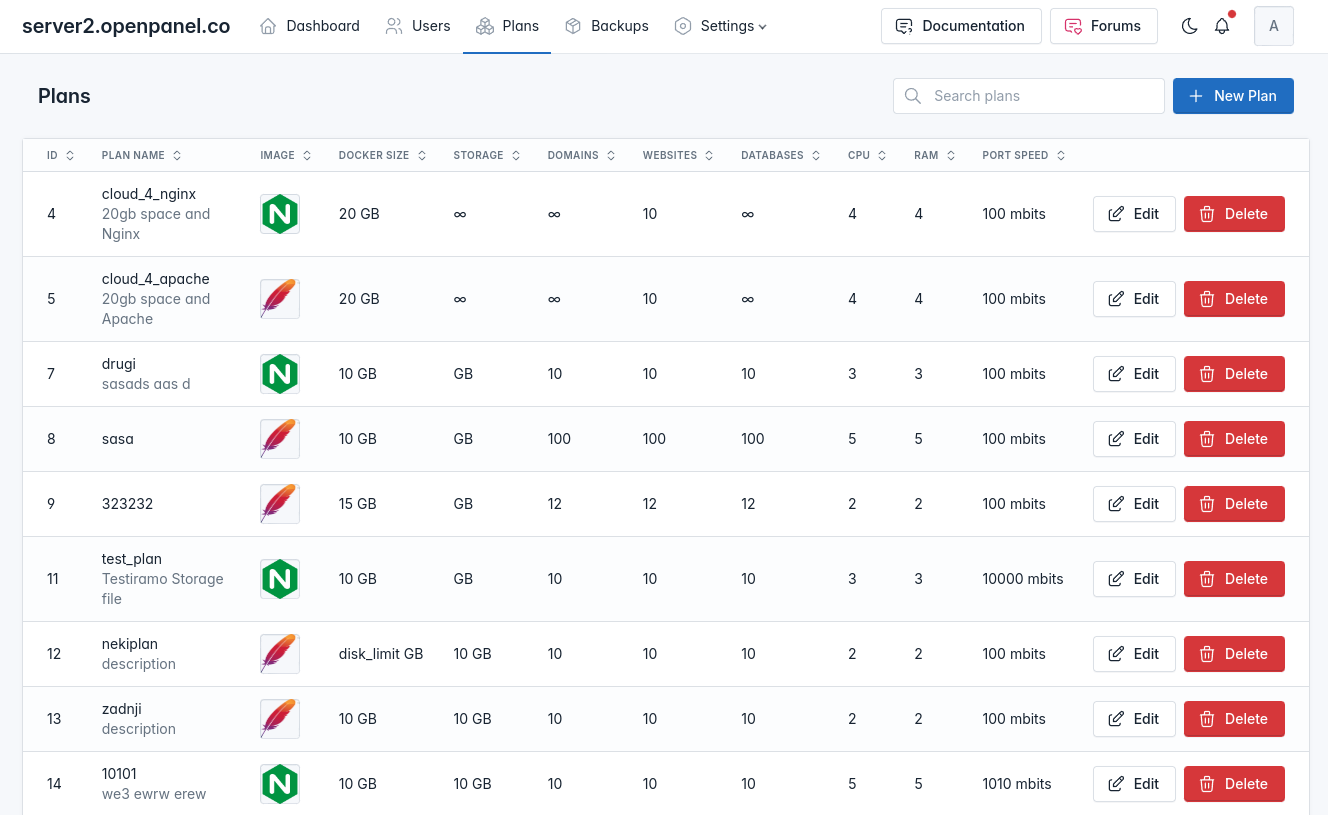 server2.openpanel.co Dashboard Users Plans Backups Settings Documentation Forums A
Plans Search plans New Plan
ID PLAN NAME IMAGE DOCKER SIZE STORAGE DOMAINS WEBSITES DATABASES CPU RAM PORT SPEED
cloud_4_nginx
4 20gb space and N 20 GB ∞ ∞ 10 ∞ 4 4 100 mbits Edit Delete
Nginx
cloud_4_apache
5 20gb space and 20 GB ∞ ∞ 10 ∞ 4 4 100 mbits Edit Delete
Apache
drugi
7 N 10 GB GB 10 10 10 3 3 100 mbits Edit Delete
sasads aas d
8 sasa 10 GB GB 100 100 100 5 5 100 mbits Edit Delete
9 323232 15 GB GB 12 12 12 2 2 100 mbits Edit Delete
test_plan
11 Testiramo Storage N 10 GB GB 10 10 10 3 3 10000 mbits Edit Delete
file
nekiplan
12 disk_limit GB 10 GB 10 10 10 2 2 100 mbits Edit Delete
description
zadnji
13 10 GB 10 GB 10 10 10 2 2 100 mbits Edit Delete
description
10101
14 N 10 GB 10 GB 10 10 10 5 5 1010 mbits Edit Delete
we3 ewrw erew